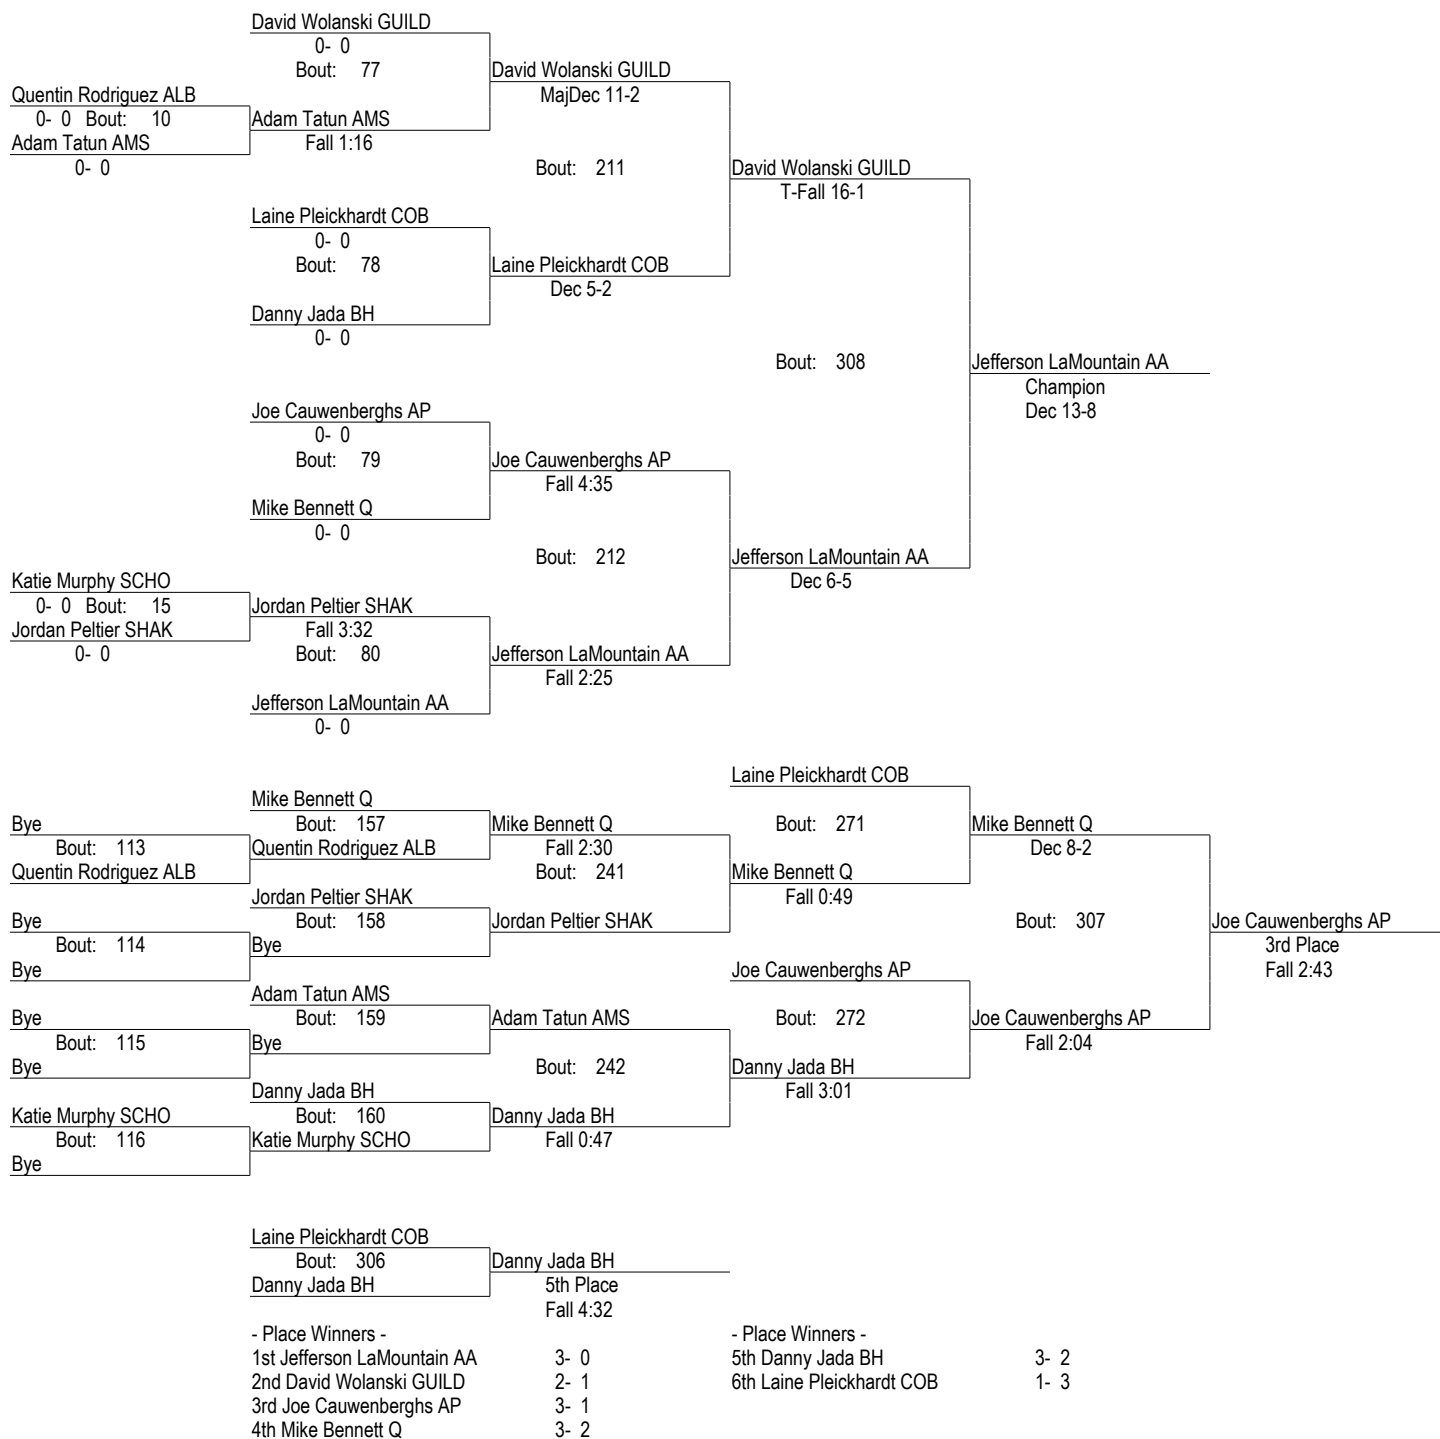 David Wolanski GUILD
0- 0
Bout: 77 David Wolanski GUILD
Quentin Rodriguez ALB MajDec 11-2
0- 0 Bout: 10 Adam Tatun AMS
Adam Tatun AMS Fall 1:16
0- 0 Bout: 211 David Wolanski GUILD
T-Fall 16-1
Laine Pleickhardt COB
0- 0
Bout: 78 Laine Pleickhardt COB
Dec 5-2
Danny Jada BH
0- 0
Bout: 308 Jefferson LaMountain AA
Champion
Joe Cauwenberghs AP Dec 13-8
0- 0
Bout: 79 Joe Cauwenberghs AP
Fall 4:35
Mike Bennett Q
0- 0
Bout: 212 Jefferson LaMountain AA
Katie Murphy SCHO Dec 6-5
0- 0 Bout: 15 Jordan Peltier SHAK
Jordan Peltier SHAK Fall 3:32
0- 0 Bout: 80 Jefferson LaMountain AA
Fall 2:25
Jefferson LaMountain AA
0- 0
Laine Pleickhardt COB
Mike Bennett Q
Bye Bout: 157 Mike Bennett Q Bout: 271 Mike Bennett Q
Bout: 113 Quentin Rodriguez ALB Fall 2:30 Dec 8-2
Quentin Rodriguez ALB Bout: 241 Mike Bennett Q
Jordan Peltier SHAK Fall 0:49
Bye Bout: 158 Jordan Peltier SHAK Bout: 307 Joe Cauwenberghs AP
Bout: 114 Bye 3rd Place
Bye Joe Cauwenberghs AP Fall 2:43
Adam Tatun AMS
Bye Bout: 159 Adam Tatun AMS Bout: 272 Joe Cauwenberghs AP
Bout: 115 Bye Fall 2:04
Bye Bout: 242 Danny Jada BH
Danny Jada BH Fall 3:01
Katie Murphy SCHO Bout: 160 Danny Jada BH
Bout: 116 Katie Murphy SCHO Fall 0:47
Bye
Laine Pleickhardt COB
Bout: 306 Danny Jada BH
Danny Jada BH 5th Place
Fall 4:32
- Place Winners - - Place Winners -
1st Jefferson LaMountain AA 3- 0 5th Danny Jada BH 3- 2
2nd David Wolanski GUILD 2- 1 6th Laine Pleickhardt COB 1- 3
3rd Joe Cauwenberghs AP 3- 1
4th Mike Bennett Q 3- 2